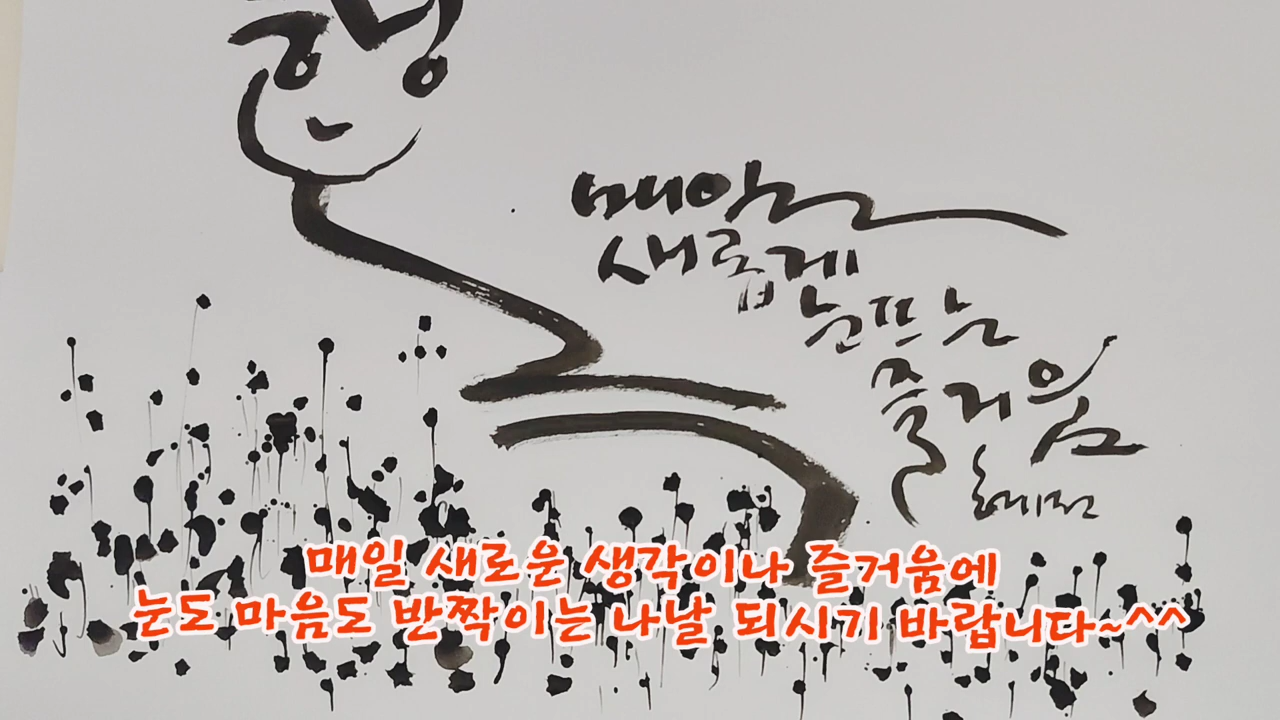 매일
새롭게
눈뜨는
즐거움
매일 새로운 생각이나 즐거움에
눈도 마음도 반짝이는 나날 되시기 바랍니다~^^